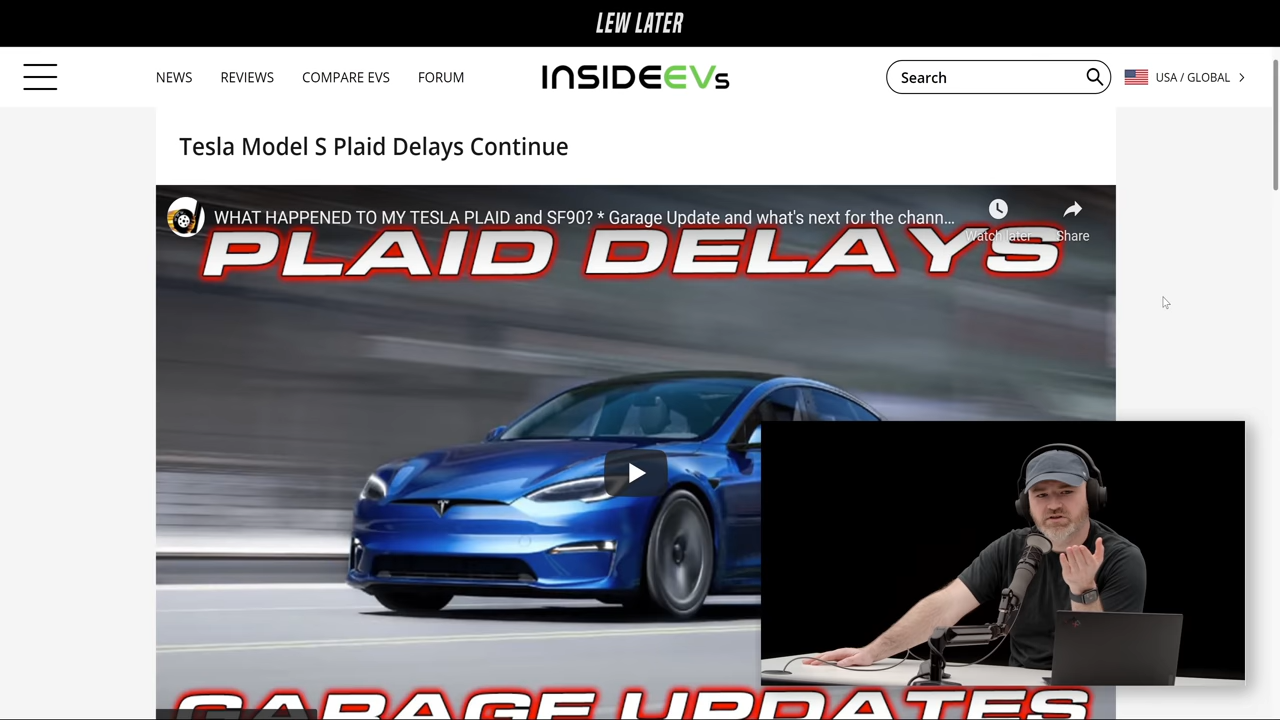 LEW LATER
NEWS REVIEWS COMPARE EVS FORUM INSIDEEVs Search USA / GLOBAL
Tesla Model S Plaid Delays Continue
WHAT HAPPENED TO MY TESLA PLAID and SF90? * Garage Update and what's next for the chann...
Watch later Share
PLAID DELAYS
GARAGE UPDATES